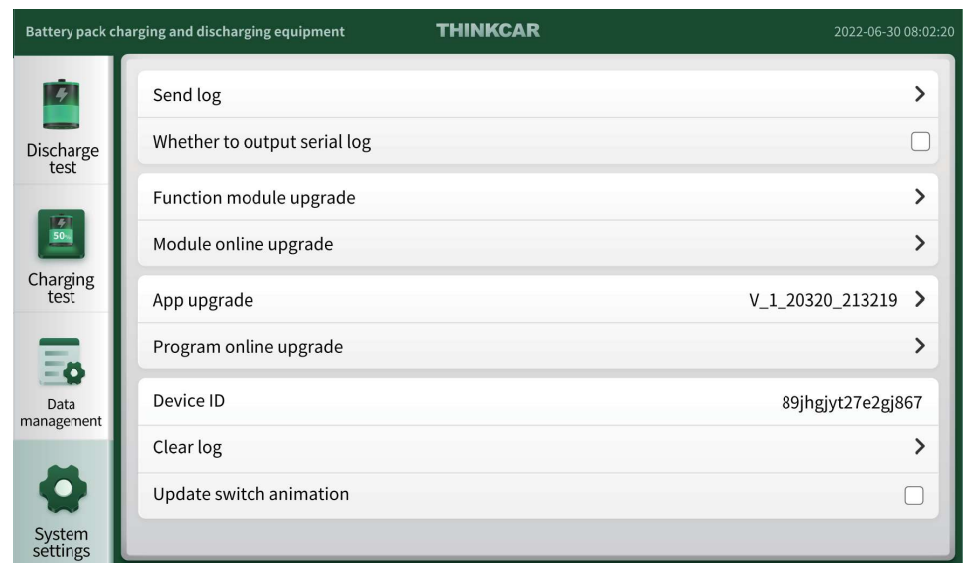 Battery pack charging and discharging equipment
THINKCAR
2022-06-30 08:02:20
Discharge
test
50%
Charging
test
Data
management
System
settings
Send log
Whether to output serial log
Function module upgrade
Module online upgrade
App upgrade
V_1_20320_213219
Program online upgrade
Device ID
89jhgjyt27e2gj867
Clear log
Update switch animation